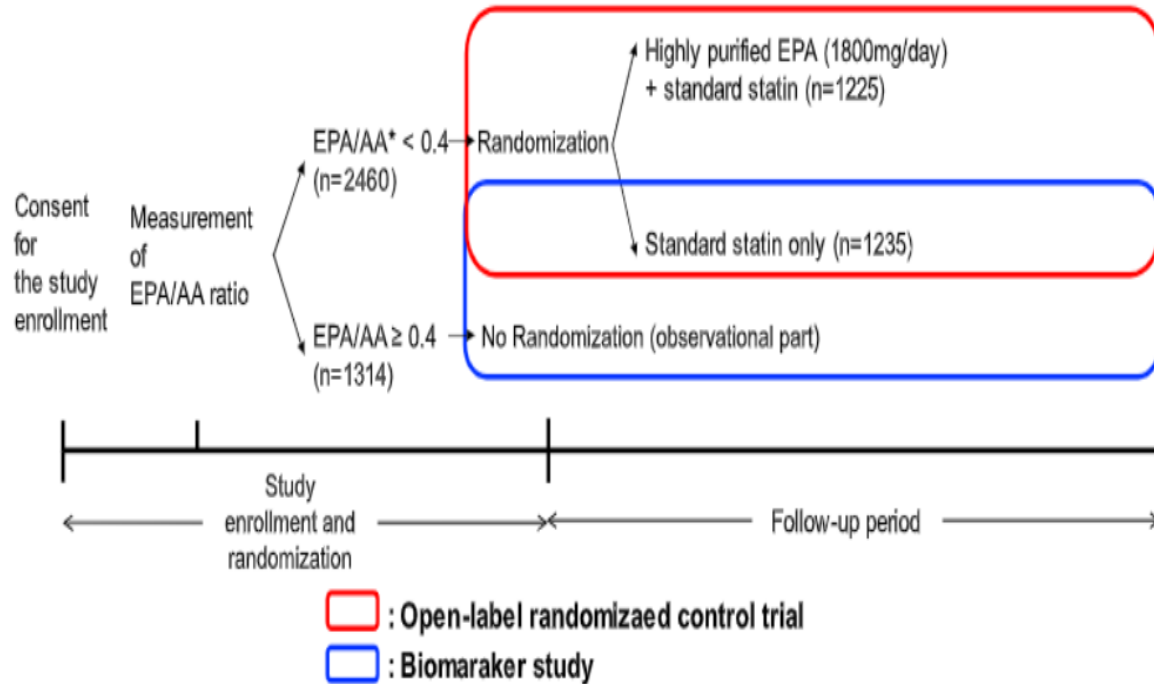 Consent
for
the study
enrollment
Measurement
of
EPA/AA ratio
EPA/AA* < 0.4
(n=2460)
EPA/AA ≥ 0.4
(n=1314)
Randomization
Highly purified EPA (1800mg/day)
+ standard statin (n=1225)
Standard statin only (n=1235)
No Randomization (observational part)
Study
enrollment and
randomization
Follow-up period
: Open-label randomizaed control trial
: Biomaraker study